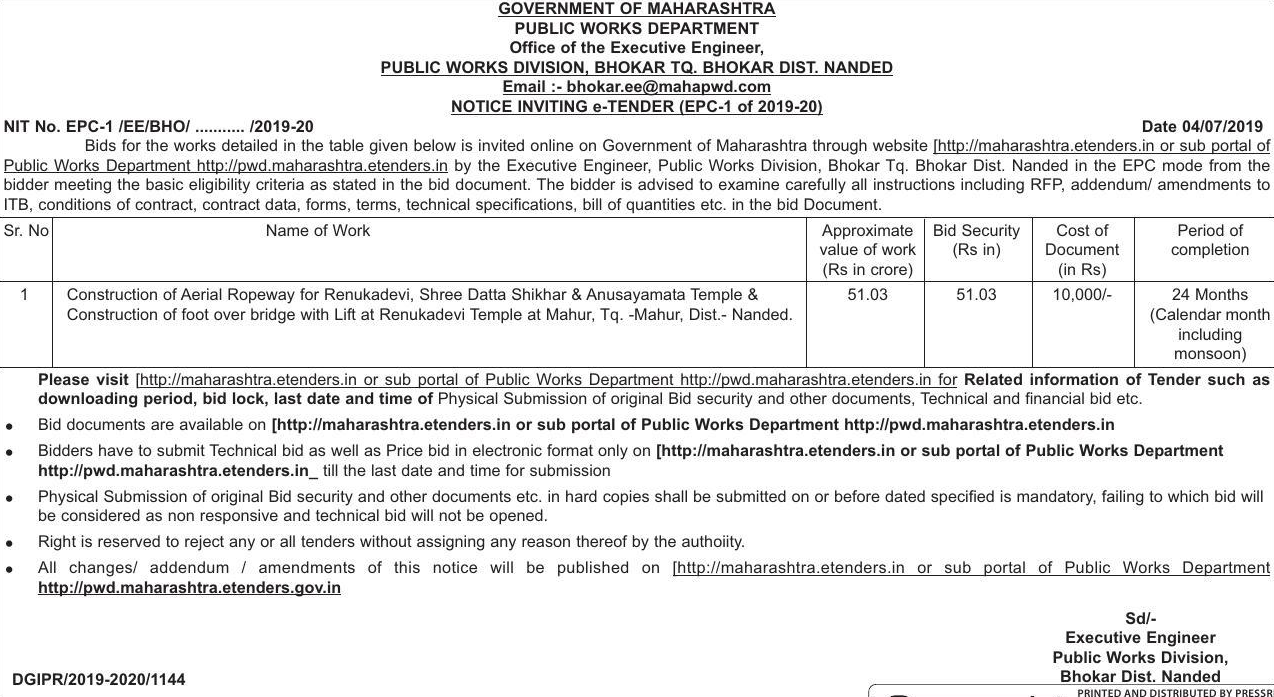 GOVERNMENT OF MAHARASHTRA
PUBLIC WORKS DEPARTMENT
Office of the Executive Engineer,
PUBLIC WORKS DIVISION, BHOKAR TQ. BHOKAR DIST. NANDED
Email :- bhokar.ee@mahapwd.com
NOTICE INVITING e-TENDER (EPC-1 of 2019-20)
NIT No. EPC-1 /EE/BHO/ ........... /2019-20 Date 04/07/2019
Bids for the works detailed in the table given below is invited online on Government of Maharashtra through website [http://maharashtra.etenders.in or sub portal of
Public Works Department http://pwd.maharashtra.etenders.in by the Executive Engineer, Public Works Division, Bhokar Tq. Bhokar Dist. Nanded in the EPC mode from the
bidder meeting the basic eligibility criteria as stated in the bid document. The bidder is advised to examine carefully all instructions including RFP, addendum/ amendments to
ITB, conditions of contract, contract data, forms, terms, technical specifications, bill of quantities etc. in the bid Document.
Sr. No Name of Work Approximate Bid Security Cost of Period of
value of work (Rs in) Document completion
(Rs in crore) (in Rs)
1 Construction of Aerial Ropeway for Renukadevi, Shree Datta Shikhar & Anusayamata Temple & 51.03 51.03 10,000/- 24 Months
Construction of foot over bridge with Lift at Renukadevi Temple at Mahur, Tq. -Mahur, Dist.- Nanded. (Calendar month
including
monsoon)
Please visit [http://maharashtra.etenders.in or sub portal of Public Works Department http://pwd.maharashtra.etenders.in for Related information of Tender such as
downloading period, bid lock, last date and time of Physical Submission of original Bid security and other documents, Technical and financial bid etc.
• Bid documents are available on [http://maharashtra.etenders.in or sub portal of Public Works Department http://pwd.maharashtra.etenders.in
• Bidders have to submit Technical bid as well as Price bid in electronic format only on [http://maharashtra.etenders.in or sub portal of Public Works Department
http://pwd.maharashtra.etenders.in_ till the last date and time for submission
• Physical Submission of original Bid security and other documents etc. in hard copies shall be submitted on or before dated specified is mandatory, failing to which bid will
be considered as non responsive and technical bid will not be opened.
• Right is reserved to reject any or all tenders without assigning any reason thereof by the authoiity.
• All changes/ addendum / amendments of this notice will be published on [http://maharashtra.etenders.in or sub portal of Public Works Department
http://pwd.maharashtra.etenders.gov.in
Sd/-
Executive Engineer
Public Works Division,
Bhokar Dist. Nanded
DGIPR/2019-2020/1144
PRINTED AND DISTRIBUTED BY